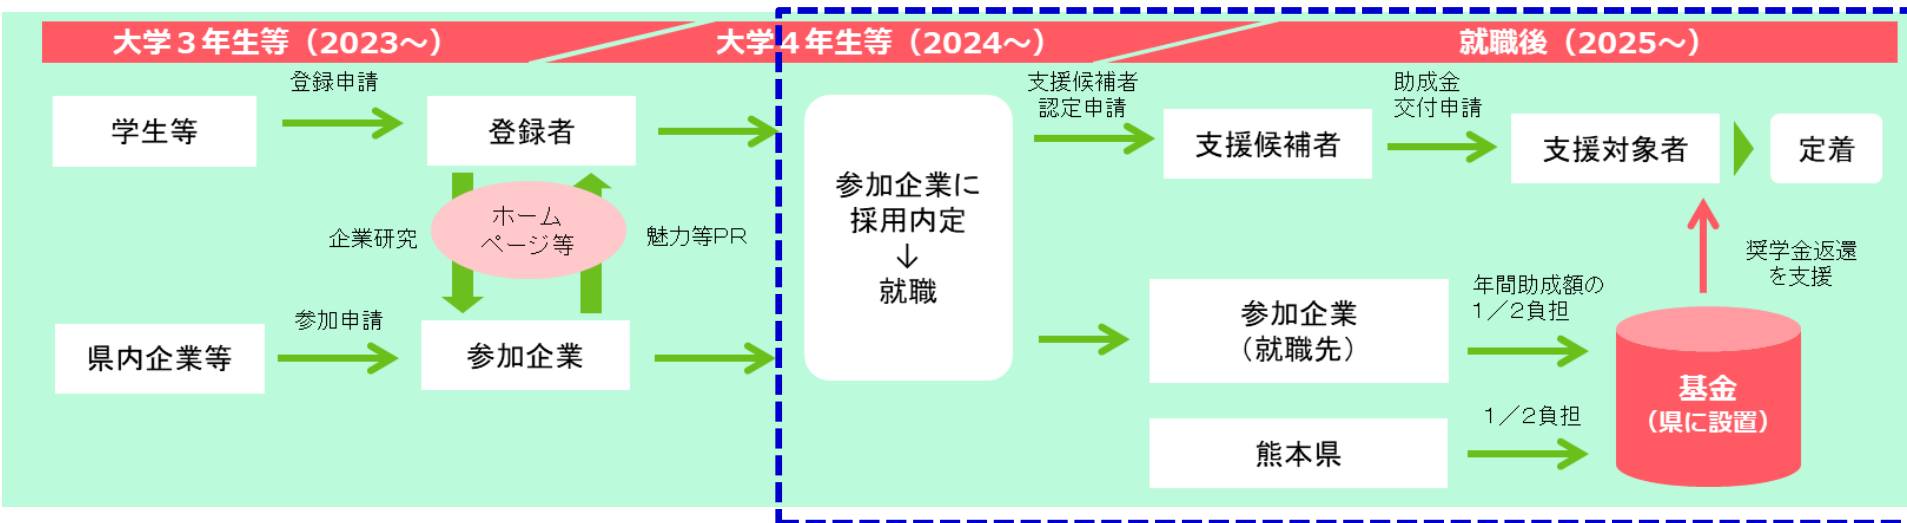 大学３年生等（2023～）
大学４年生等（2024～）
就職後（2025～）
登録申請
学生等
登録者
企業研究
ホーム
ページ等
魅力等PR
参加申請
県内企業等
参加企業
参加企業に
採用内定
↓
就職
支援候補者
認定申請
支援候補者
助成金
交付申請
支援対象者
定着
参加企業
（就職先）
年間助成額の
１／２負担
熊本県
１／２負担
奨学金返還
を支援
基金
（県に設置）